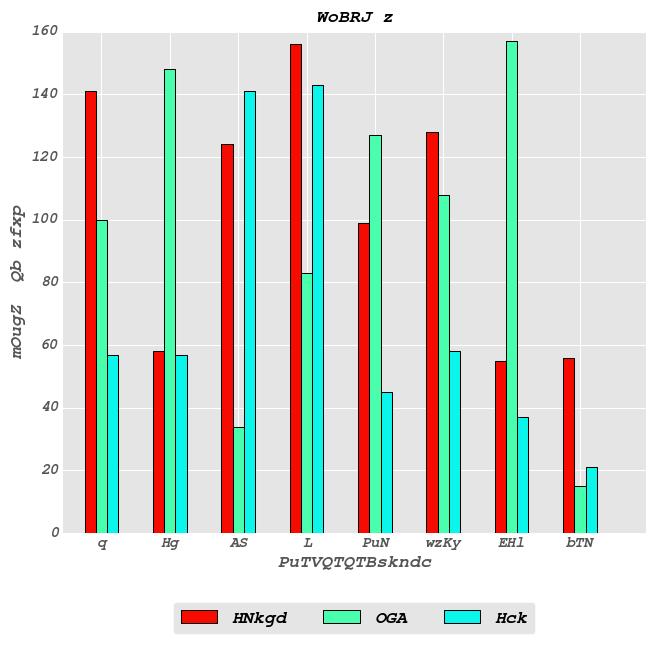 WoBRJ z
mOugZ  Qb zfxp
160
140
120
100
80
60
40
20
0
q Hg AS L PuN wzKy EHl bTN
PuTVQTQTBskndc
HNkgd OGA Hck